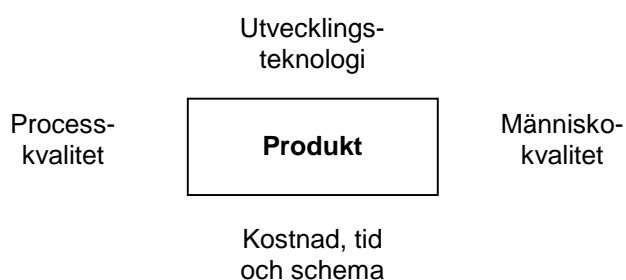 Utvecklings-
teknologi
Process-
kvalitet
Produkt
Människo-
kvalitet
Kostnad, tid
och schema